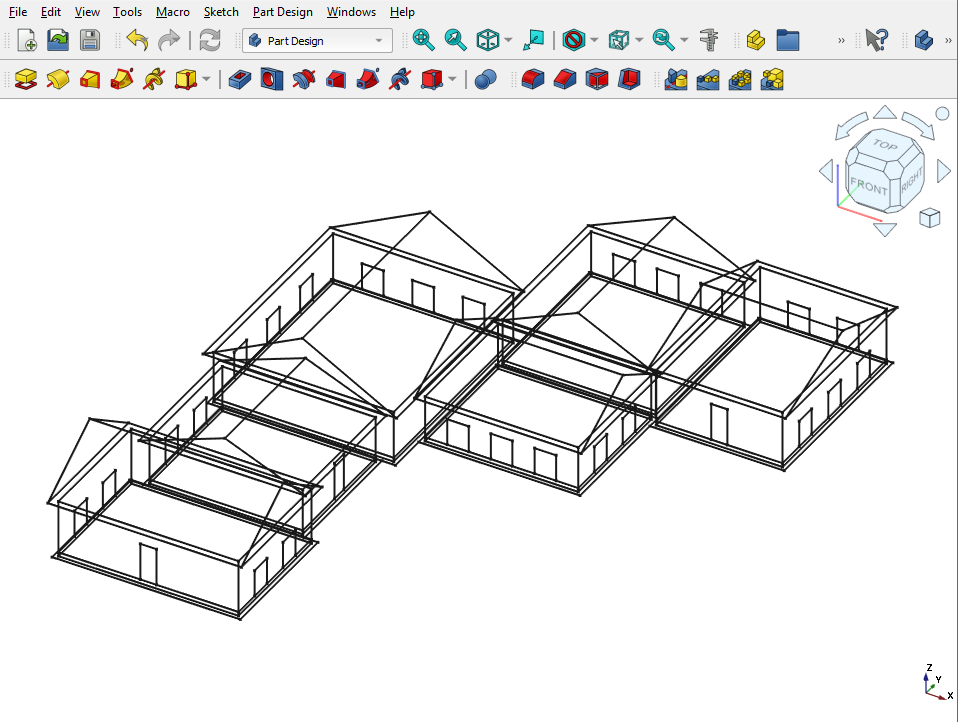 File Edit View Tools Macro Sketch Part Design Windows Help
Part Design
»
»
TOP
FRONT
RIGHT
Z
Y
X